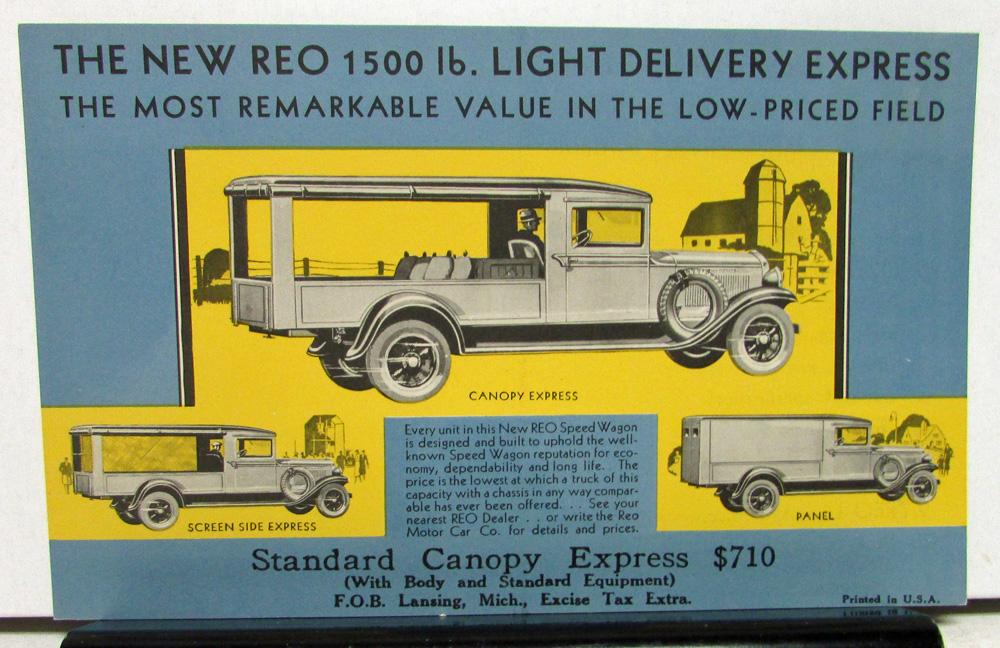 THE NEW REO 1500 lb. LIGHT DELIVERY EXPRESS
THE MOST REMARKABLE VALUE IN THE LOW-PRICED FIELD
CANOPY EXPRESS
SCREEN SIDE EXPRESS
Every unit in this New REO Speed Wagon
is designed and built to uphold the well-
known Speed Wagon reputation for eco-
nomy, dependability and long life. The
price is the lowest at which a truck of this
capacity with a chassis in any way compar-
able has ever been offered. . . See your
nearest REO Dealer . . or write the Reo
Motor Car Co. for details and prices.
PANEL
Standard Canopy Express $710
(With Body and Standard Equipment)
F.O.B. Lansing, Mich., Excise Tax Extra.
Printed in U.S.A.